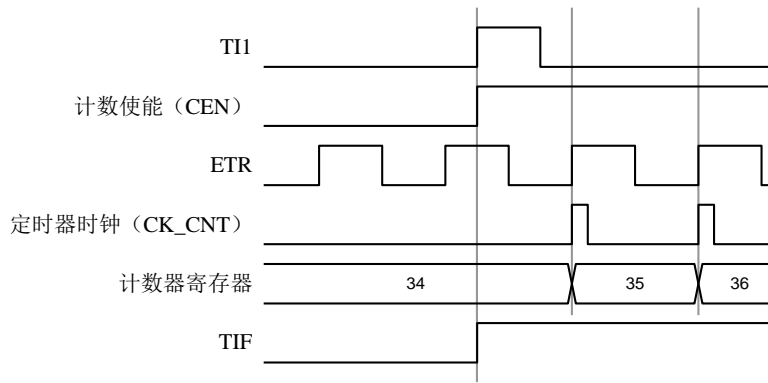 TI1
计数使能（CEN）
ETR
定时器时钟（CK_CNT）
计数器寄存器 34 35 36
TIF